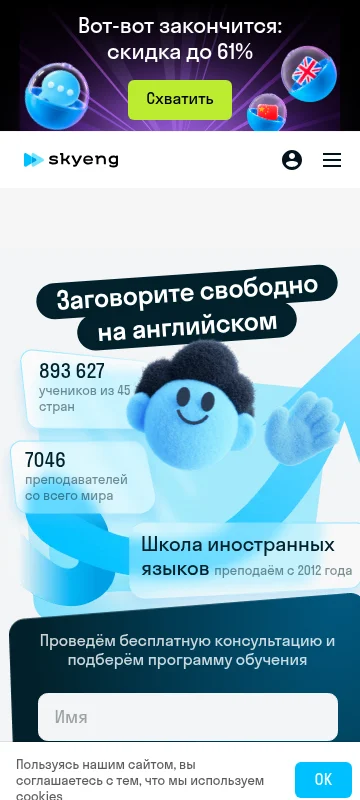 Вот-вот закончится:
скидка до 61%
Схватить
skyeng
Заговорите свободно
на английском
893 627
учеников из 45
стран
7046
преподавателей
со всего мира
Школа иностранных
языков преподаём с 2012 года
Проведём бесплатную консультацию и
подберём программу обучения
Имя
Пользуясь нашим сайтом, вы
соглашаетесь с тем, что мы используем
cookies
OK